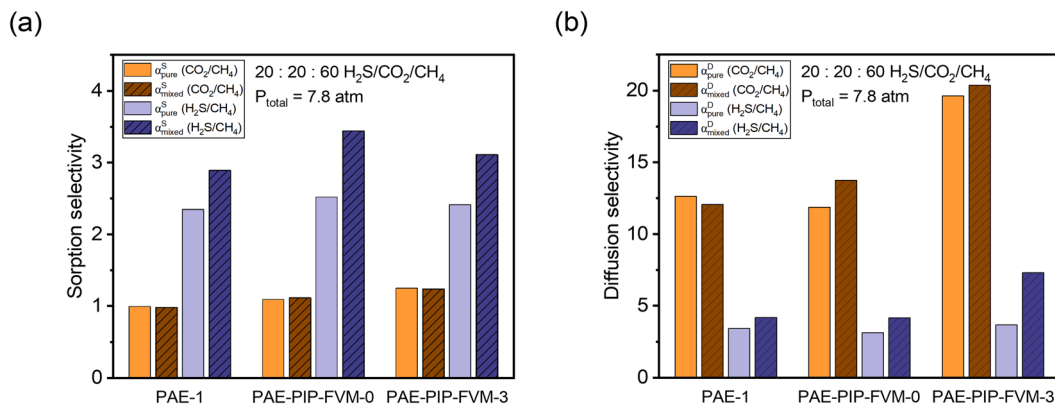 (a)
Sorption selectivity
4
3
2
1
0
α^S_pure (CO₂/CH₄)
α^S_mixed (CO₂/CH₄)
α^S_pure (H₂S/CH₄)
α^S_mixed (H₂S/CH₄)
20 : 20 : 60 H₂S/CO₂/CH₄
P_total = 7.8 atm
PAE-1 PAE-PIP-FVM-0 PAE-PIP-FVM-3
(b)
Diffusion selectivity
20
15
10
5
0
α^D_pure (CO₂/CH₄)
α^D_mixed (CO₂/CH₄)
α^D_pure (H₂S/CH₄)
α^D_mixed (H₂S/CH₄)
20 : 20 : 60 H₂S/CO₂/CH₄
P_total = 7.8 atm
PAE-1 PAE-PIP-FVM-0 PAE-PIP-FVM-3